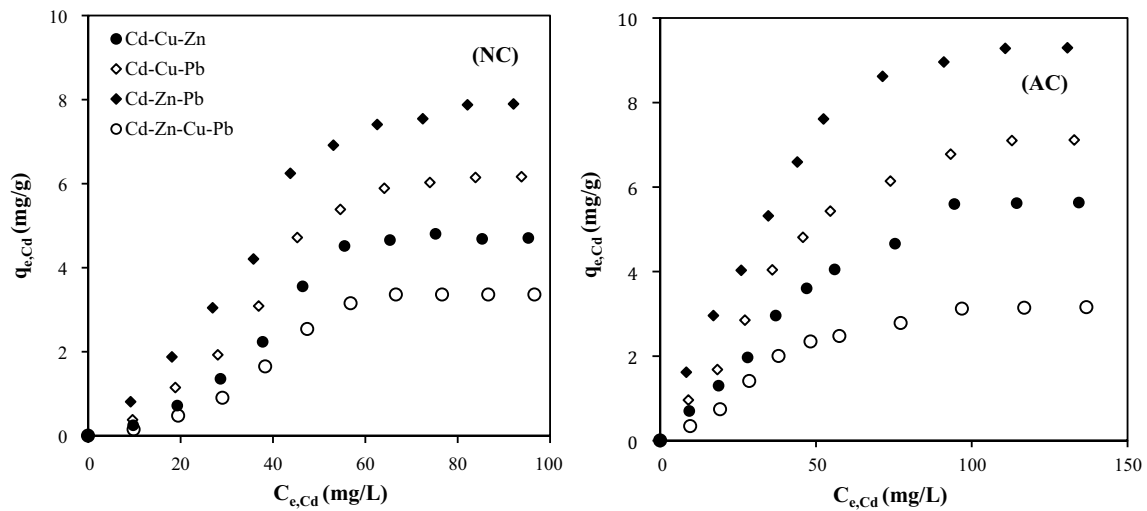 10
8
6
4
2
0
q_e,Cd (mg/g)
Cd-Cu-Zn
Cd-Cu-Pb
Cd-Zn-Pb
Cd-Zn-Cu-Pb
(NC)
0 20 40 60 80 100
C_e,Cd (mg/L)
10
8
6
4
2
0
q_e,Cd (mg/g)
(AC)
0 50 100 150
C_e,Cd (mg/L)